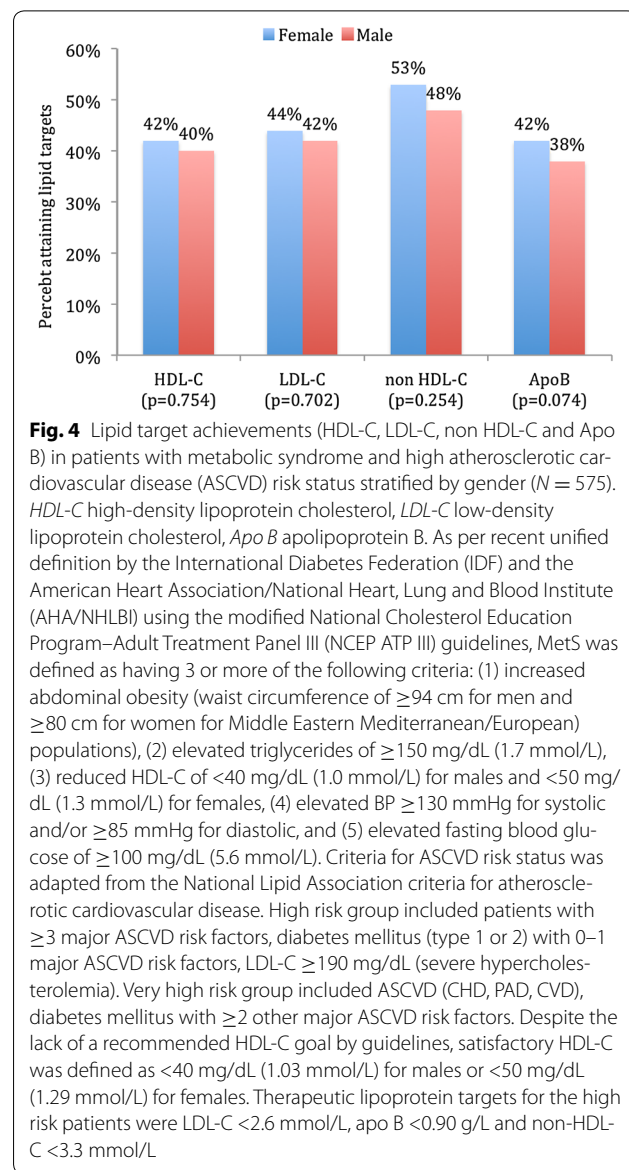 Female Male
60%
50%
40%
30%
20%
10%
0%
Percebt attaining lipid targets
42%
40%
44%
42%
53%
48%
42%
38%
HDL-C LDL-C non HDL-C ApoB
(p=0.754) (p=0.702) (p=0.254) (p=0.074)
Fig. 4 Lipid target achievements (HDL-C, LDL-C, non HDL-C and Apo
B) in patients with metabolic syndrome and high atherosclerotic car-
diovascular disease (ASCVD) risk status stratified by gender (N = 575).
HDL-C high-density lipoprotein cholesterol, LDL-C low-density
lipoprotein cholesterol, Apo B apolipoprotein B. As per recent unified
definition by the International Diabetes Federation (IDF) and the
American Heart Association/National Heart, Lung and Blood Institute
(AHA/NHLBI) using the modified National Cholesterol Education
Program–Adult Treatment Panel III (NCEP ATP III) guidelines, MetS was
defined as having 3 or more of the following criteria: (1) increased
abdominal obesity (waist circumference of ≥94 cm for men and
≥80 cm for women for Middle Eastern Mediterranean/European)
populations), (2) elevated triglycerides of ≥150 mg/dL (1.7 mmol/L),
(3) reduced HDL-C of <40 mg/dL (1.0 mmol/L) for males and <50 mg/
dL (1.3 mmol/L) for females, (4) elevated BP ≥130 mmHg for systolic
and/or ≥85 mmHg for diastolic, and (5) elevated fasting blood glu-
cose of ≥100 mg/dL (5.6 mmol/L). Criteria for ASCVD risk status was
adapted from the National Lipid Association criteria for atheroscle-
rotic cardiovascular disease. High risk group included patients with
≥3 major ASCVD risk factors, diabetes mellitus (type 1 or 2) with 0–1
major ASCVD risk factors, LDL-C ≥190 mg/dL (severe hypercholes-
terolemia). Very high risk group included ASCVD (CHD, PAD, CVD),
diabetes mellitus with ≥2 other major ASCVD risk factors. Despite the
lack of a recommended HDL-C goal by guidelines, satisfactory HDL-C
was defined as <40 mg/dL (1.03 mmol/L) for males or <50 mg/dL
(1.29 mmol/L) for females. Therapeutic lipoprotein targets for the high
risk patients were LDL-C <2.6 mmol/L, apo B <0.90 g/L and non-HDL-
C <3.3 mmol/L